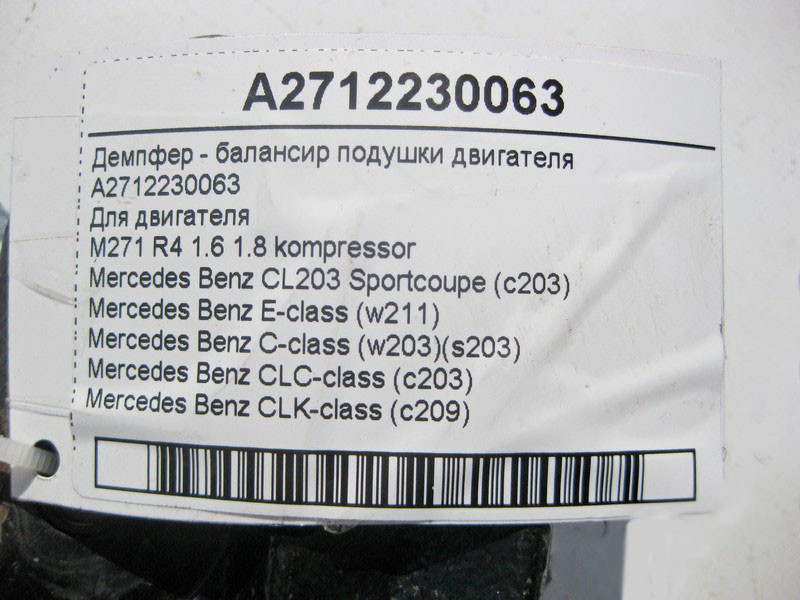 A2712230063
Демпфер - балансир подушки двигателя
A2712230063
Для двигателя
M271 R4 1.6 1.8 kompressor
Mercedes Benz CL203 Sportcoupe (c203)
Mercedes Benz E-class (w211)
Mercedes Benz C-class (w203)(s203)
Mercedes Benz CLC-class (c203)
Mercedes Benz CLK-class (c209)